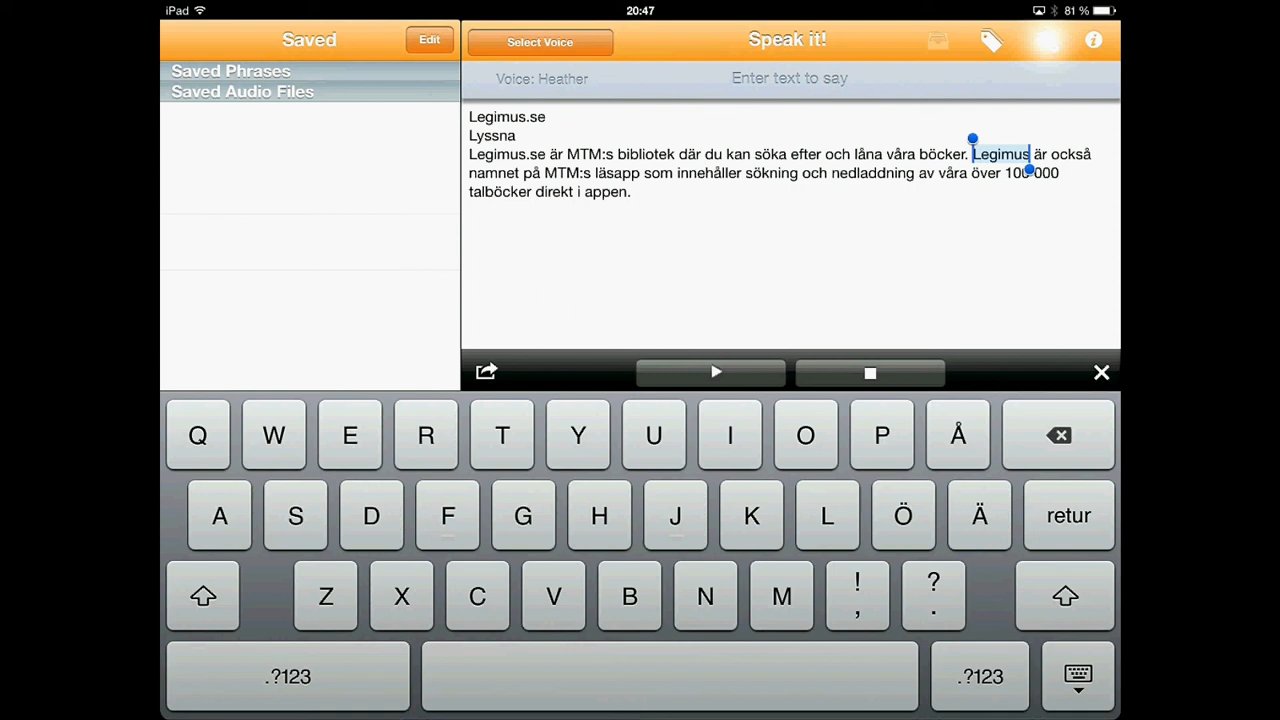 iPad 20:47 81 %
Saved Edit Select Voice Speak it!
Saved Phrases
Saved Audio Files
Voice: Heather Enter text to say
Legimus.se
Lyssna
Legimus.se är MTM:s bibliotek där du kan söka efter och låna våra böcker. Legimus är också
namnet på MTM:s läsapp som innehåller sökning och nedladdning av våra över 100 000
talböcker direkt i appen.
Q W E R T Y U I O P Å
A S D F G H J K L Ö Ä retur
Z X C V B N M ! , ? .
.?123 .?123